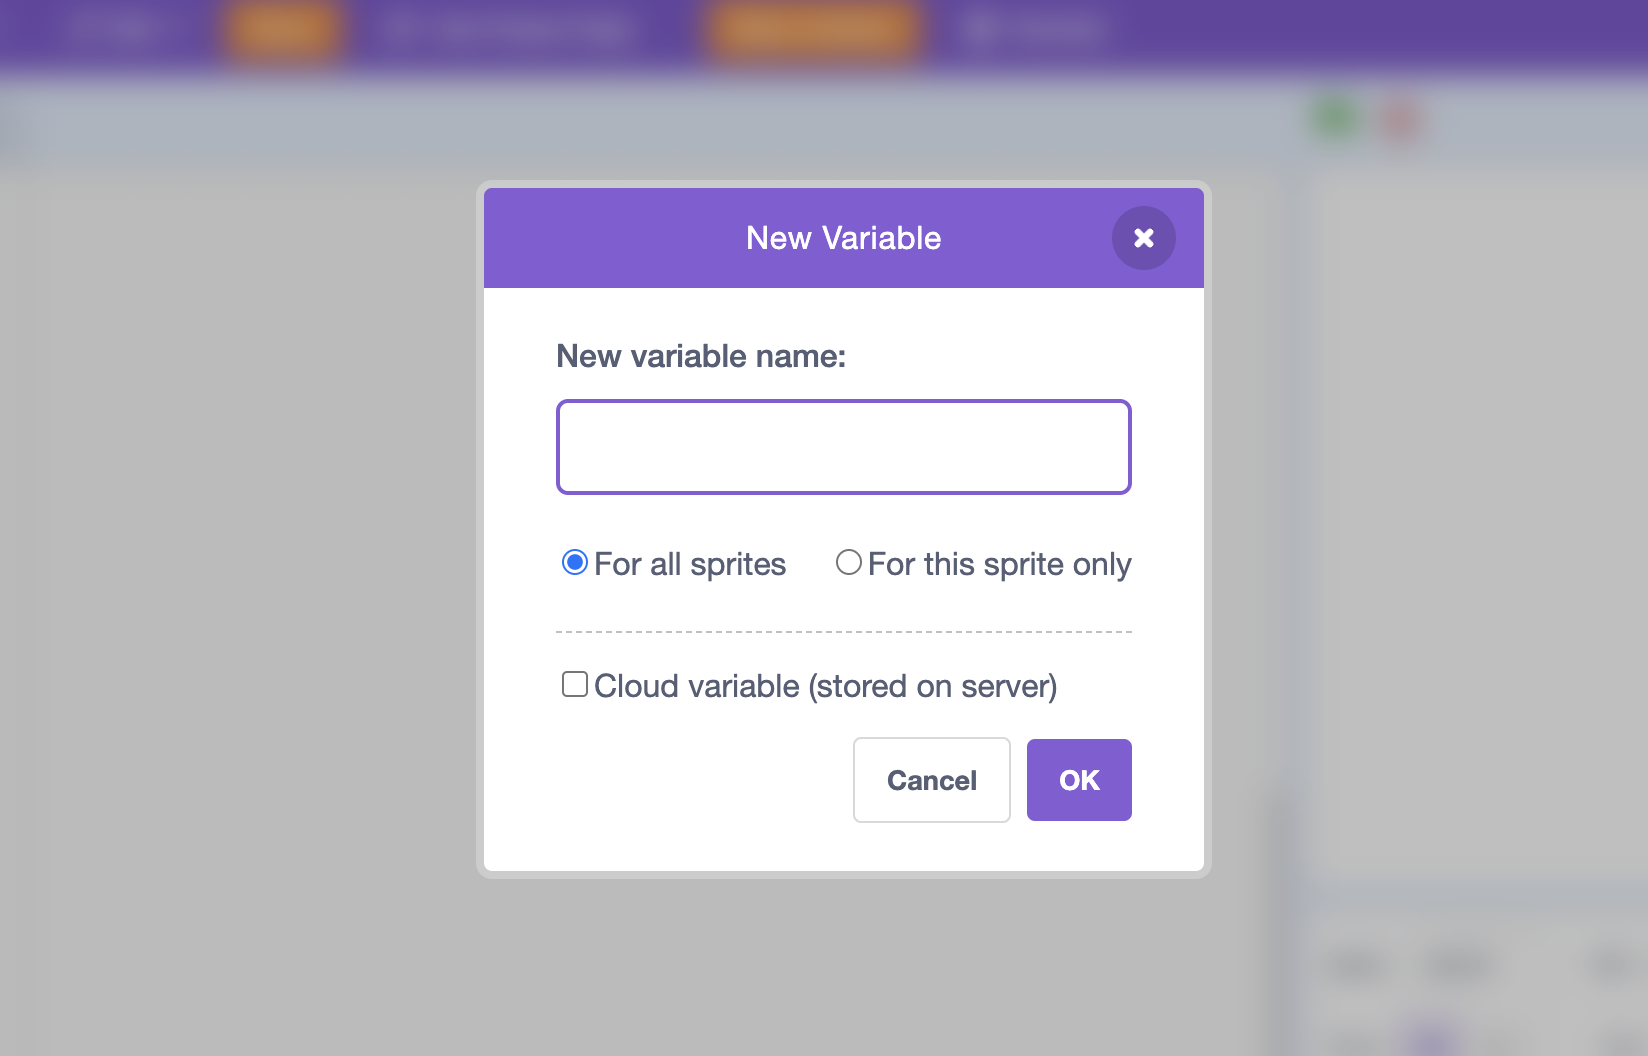 New Variable
New variable name:
For all sprites For this sprite only
Cloud variable (stored on server)
Cancel OK